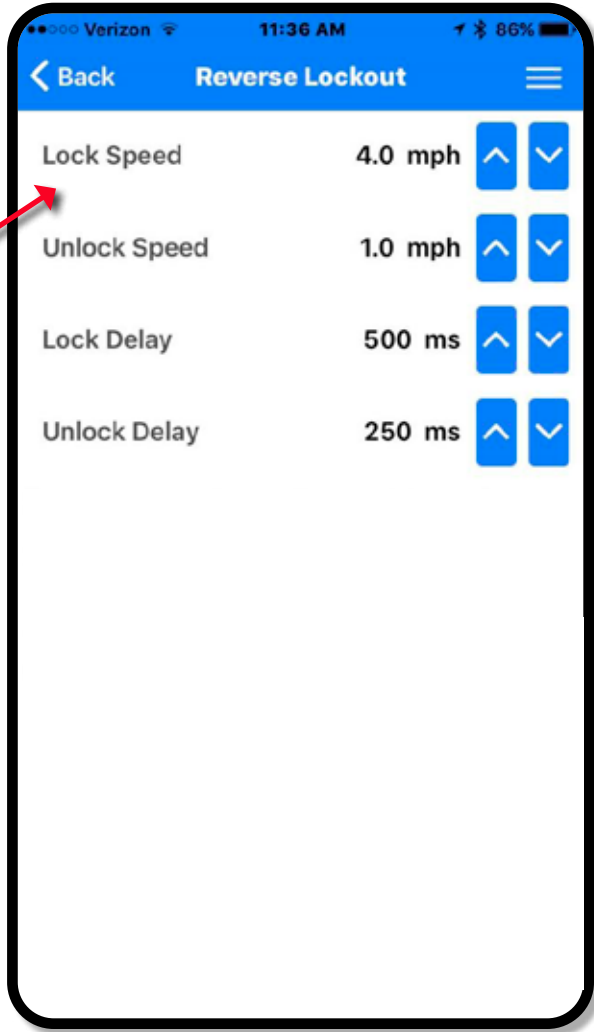 Verizon 11:36 AM 86%
Back Reverse Lockout
Lock Speed 4.0 mph
Unlock Speed 1.0 mph
Lock Delay 500 ms
Unlock Delay 250 ms